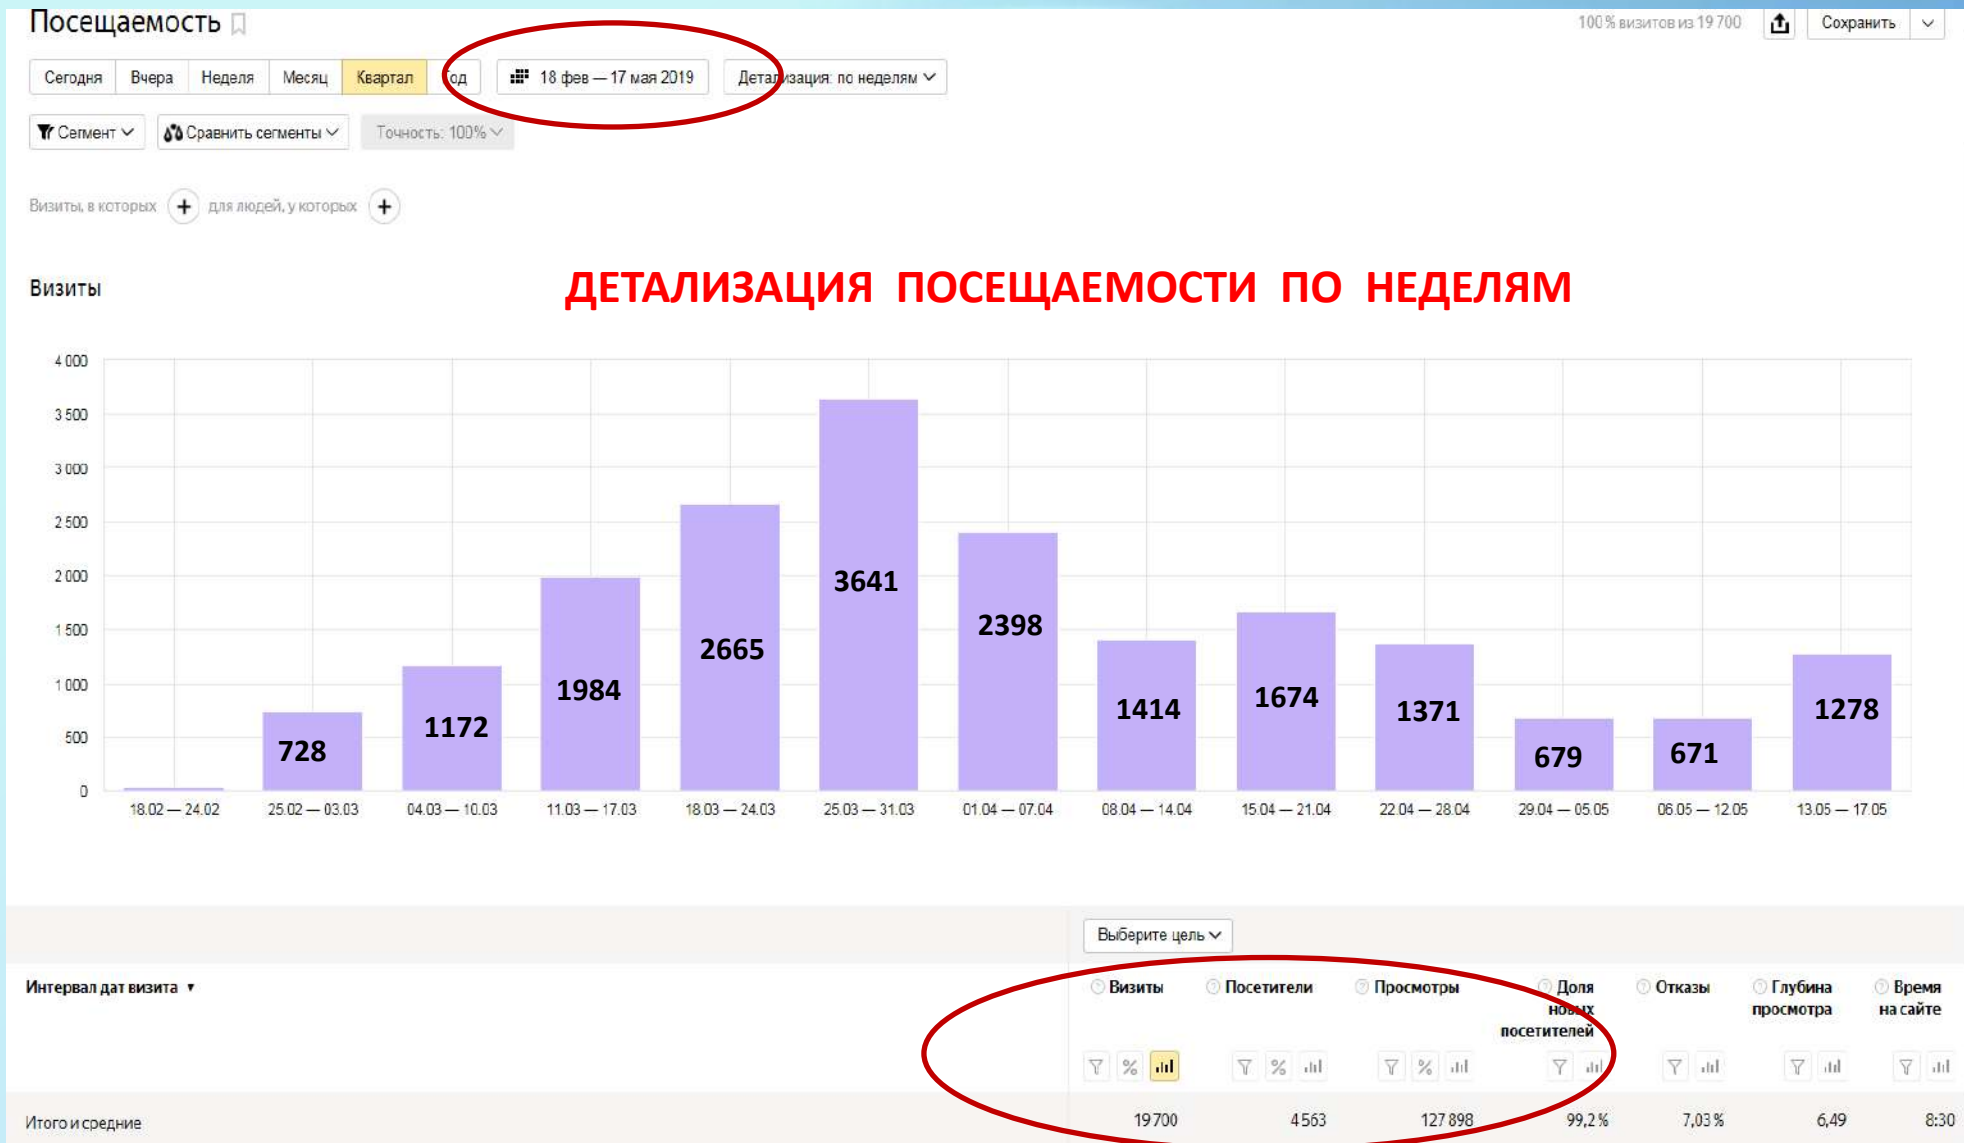 Посещаемость
100 % визитов из 19 700
Сохранить
Сегодня Вчера Неделя Месяц Квартал Год 18 фев — 17 мая 2019 Детализация: по неделям
Сегмент Сравнить сегменты Точность: 100%
Визиты, в которых + для людей, у которых +
Визиты
ДЕТАЛИЗАЦИЯ ПОСЕЩАЕМОСТИ ПО НЕДЕЛЯМ
4 000
3 500
3 000
2 500
2 000
1 500
1 000
500
0
728
1172
1984
2665
3641
2398
1414
1674
1371
679
671
1278
18.02 — 24.02
25.02 — 03.03
04.03 — 10.03
11.03 — 17.03
18.03 — 24.03
25.03 — 31.03
01.04 — 07.04
08.04 — 14.04
15.04 — 21.04
22.04 — 28.04
29.04 — 05.05
06.05 — 12.05
13.05 — 17.05
Выберите цель
Интервал дат визита
Визиты
Посетители
Просмотры
Доля
новых
посетителей
Отказы
Глубина
просмотра
Время
на сайте
Итого и средние 19 700 4 563 127 898 99,2 % 7,03 % 6,49 8:30